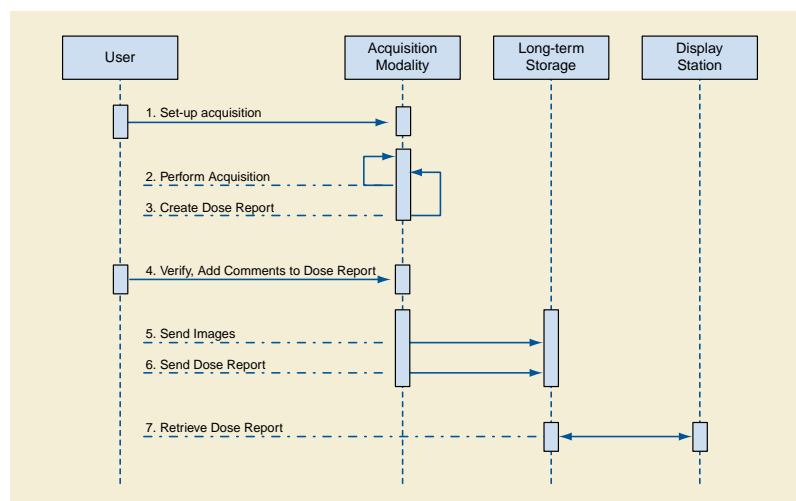 User
Acquisition
Modality
Long-term
Storage
Display
Station
1. Set-up acquisition
2. Perform Acquisition
3. Create Dose Report
4. Verify, Add Comments to Dose Report
5. Send Images
6. Send Dose Report
7. Retrieve Dose Report